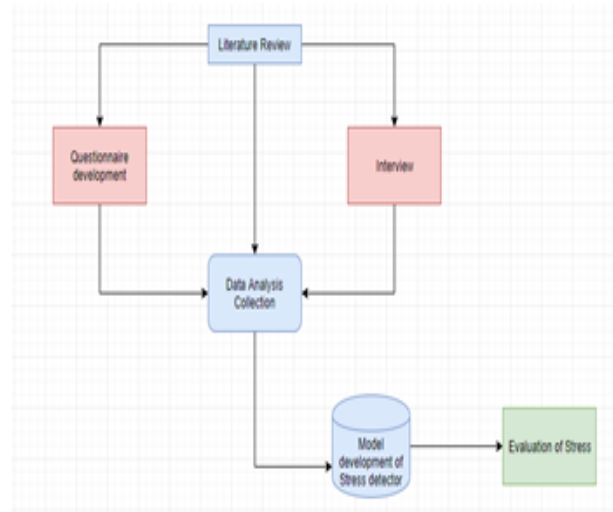 Literature Review
Questionnaire
development
Interview
Data Analysis
Collection
Model
development of
Stress detector
Evaluation of Stress